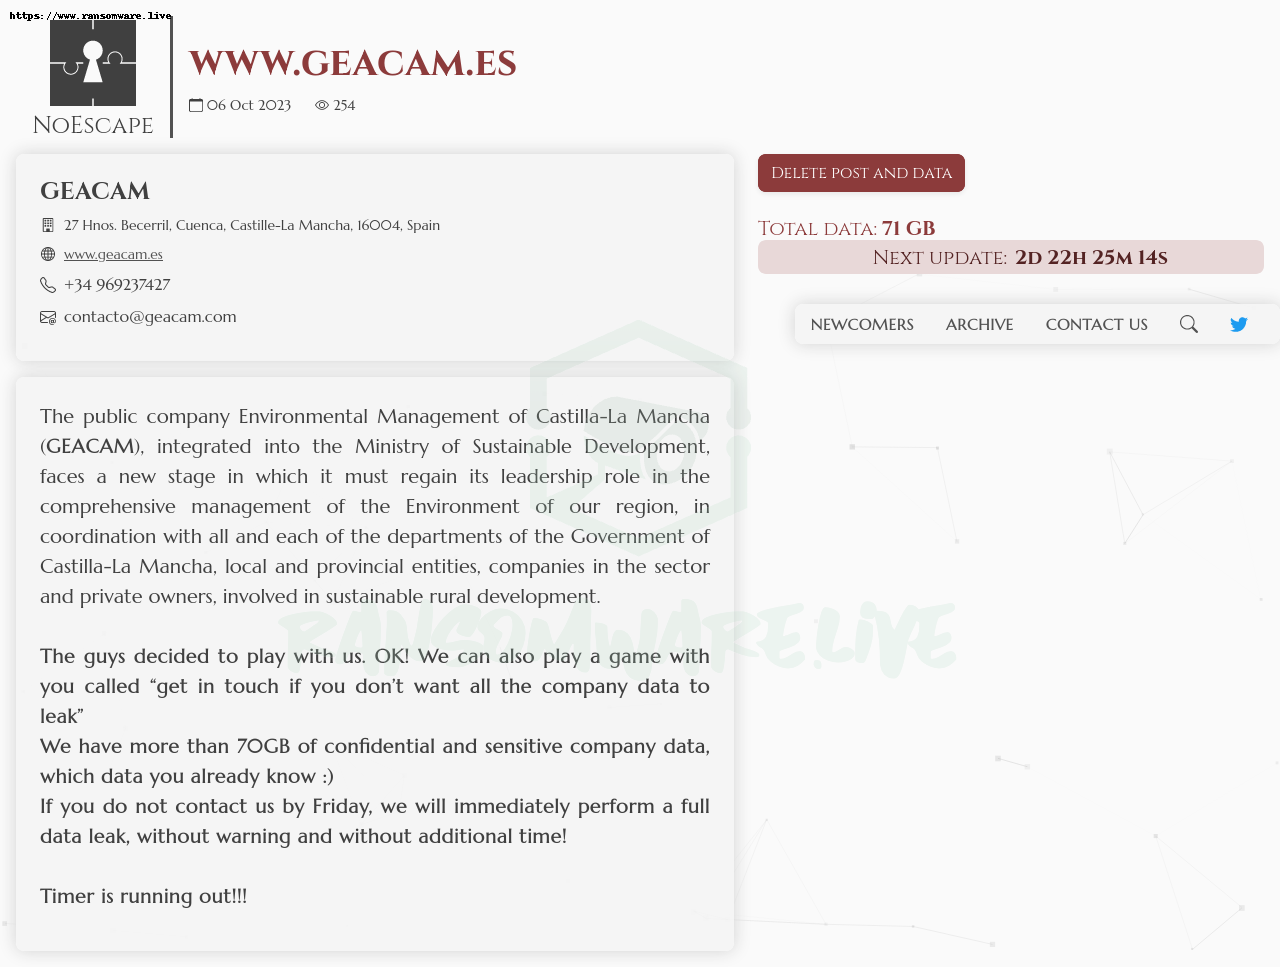 https://www.ransomware.live
NoEscape
www.geacam.es
06 Oct 2023 254
GEACAM
27 Hnos. Becerril, Cuenca, Castille-La Mancha, 16004, Spain
www.geacam.es
+34 969237427
contacto@geacam.com
Delete post and data
Total data: 71 GB
Next update: 2d 22h 25m 14s
NEWCOMERS ARCHIVE CONTACT US
The public company Environmental Management of Castilla-La Mancha
(GEACAM), integrated into the Ministry of Sustainable Development,
faces a new stage in which it must regain its leadership role in the
comprehensive management of the Environment of our region, in
coordination with all and each of the departments of the Government of
Castilla-La Mancha, local and provincial entities, companies in the sector
and private owners, involved in sustainable rural development.
RANSOMWARE.LIVE
The guys decided to play with us. OK! We can also play a game with
you called “get in touch if you don’t want all the company data to
leak”
We have more than 70GB of confidential and sensitive company data,
which data you already know :)
If you do not contact us by Friday, we will immediately perform a full
data leak, without warning and without additional time!
Timer is running out!!!